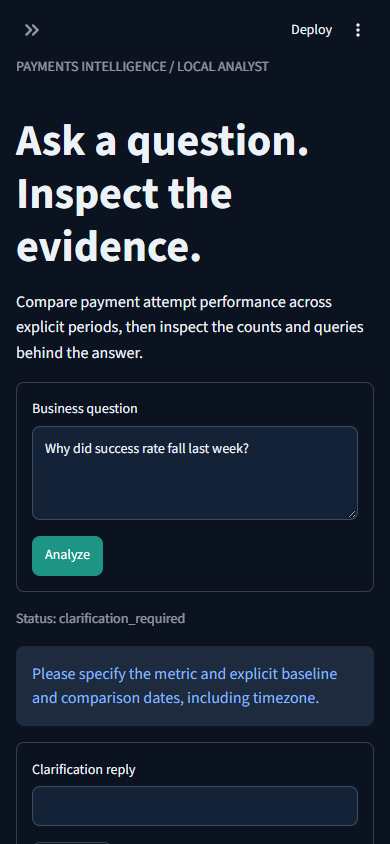 Deploy
PAYMENTS INTELLIGENCE / LOCAL ANALYST
Ask a question.
Inspect the
evidence.
Compare payment attempt performance across
explicit periods, then inspect the counts and queries
behind the answer.
Business question
Why did success rate fall last week?
Analyze
Status: clarification_required
Please specify the metric and explicit baseline
and comparison dates, including timezone.
Clarification reply